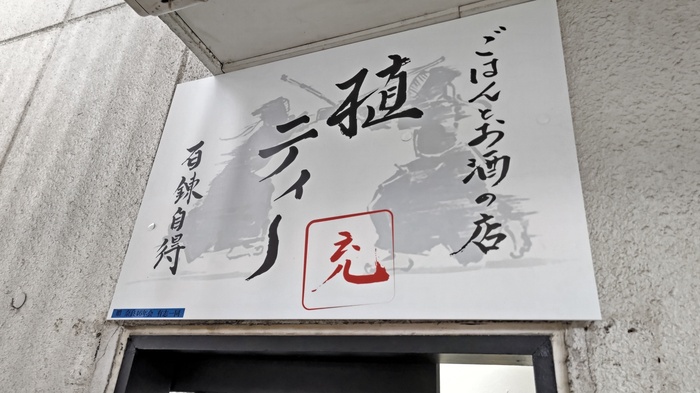 ごはんとお酒の店
植
ティー
充
百錬自得